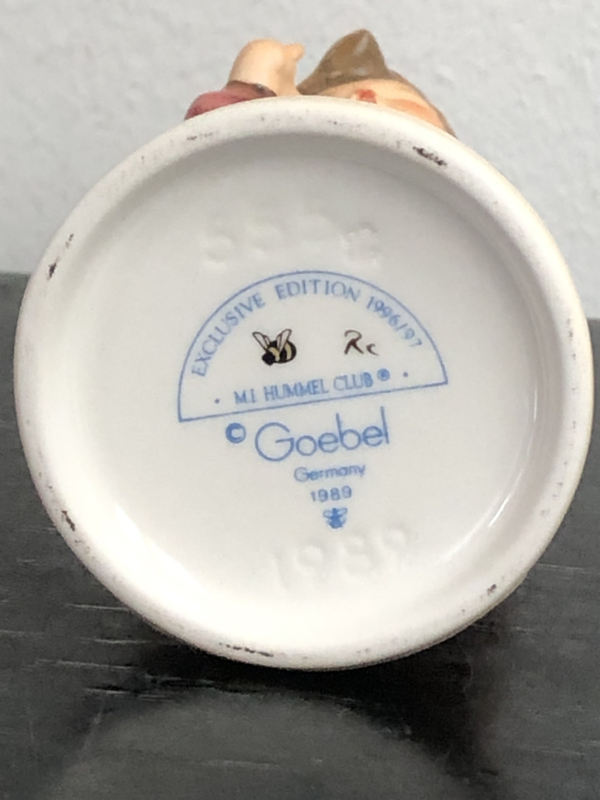 EXCLUSIVE EDITION 1996/97
Rc
· M.I. HUMMEL CLUB® ·
© Goebel
Germany
1989
1989